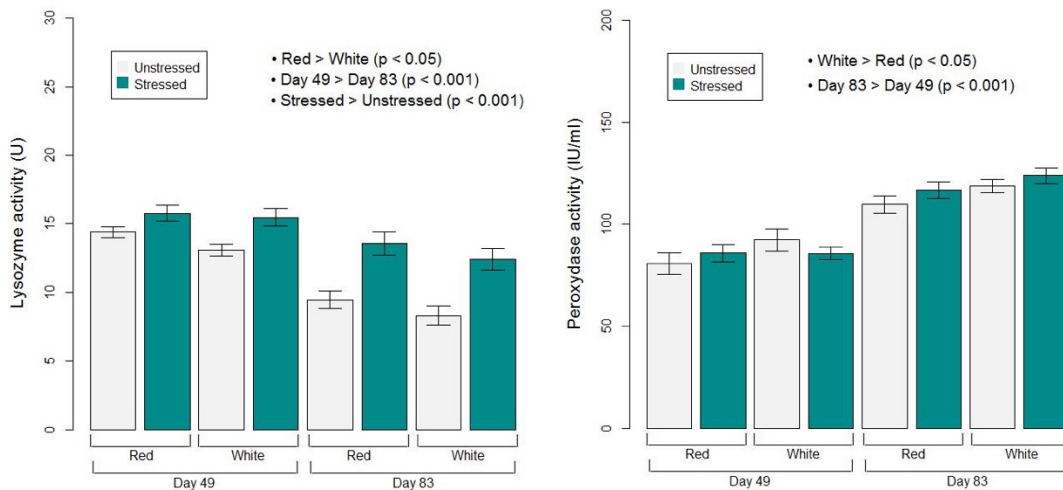 Lysozyme activity (U)
30
25
20
15
10
5
0
Unstressed
Stressed
• Red > White (p < 0.05)
• Day 49 > Day 83 (p < 0.001)
• Stressed > Unstressed (p < 0.001)
Red White Red White
Day 49 Day 83
Peroxydase activity (IU/ml)
200
150
100
50
0
Unstressed
Stressed
• White > Red (p < 0.05)
• Day 83 > Day 49 (p < 0.001)
Red White Red White
Day 49 Day 83